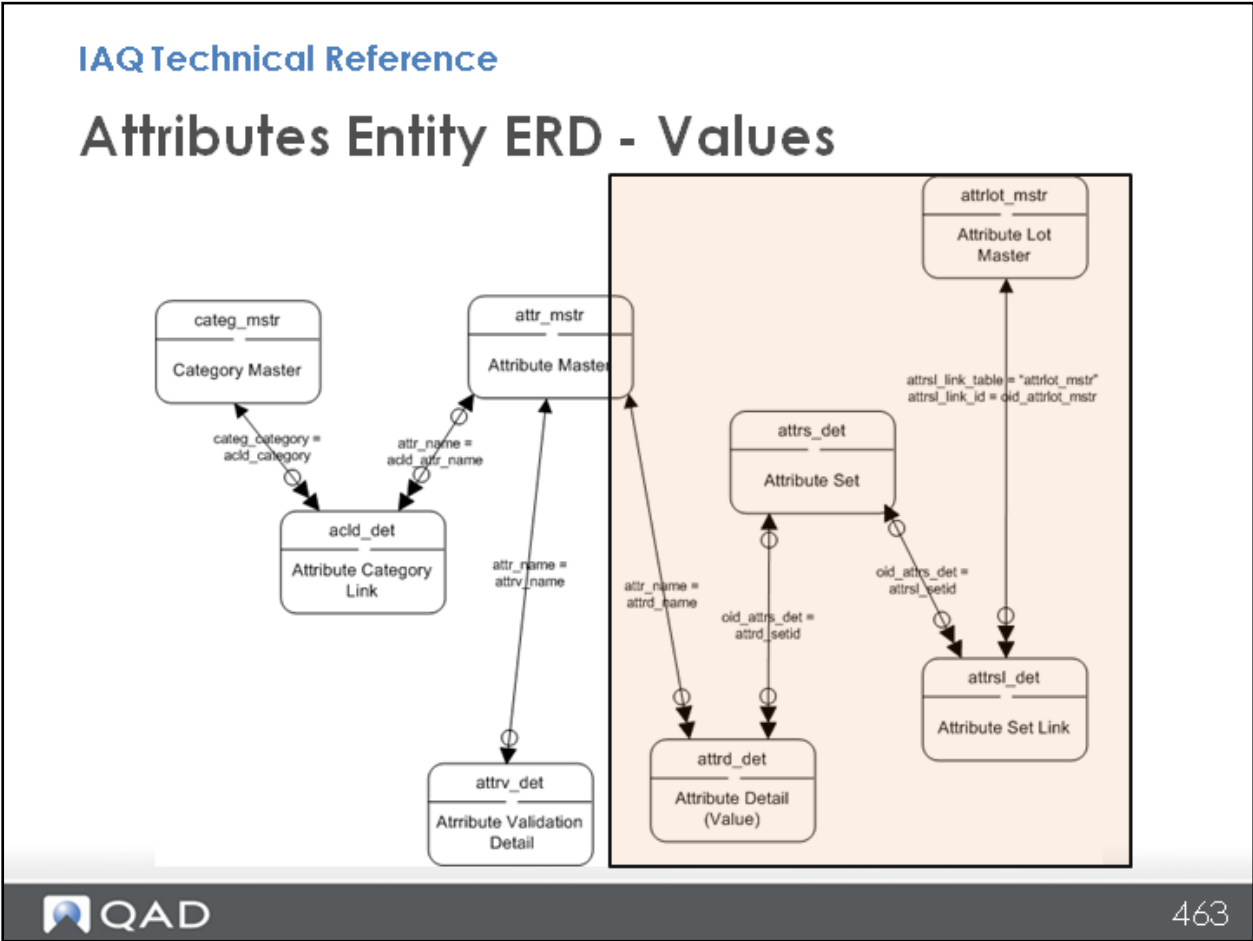 IAQ Technical Reference
Attributes Entity ERD - Values
attrlot_mstr
Attribute Lot
Master
categ_mstr
Category Master
attr_mstr
Attribute Master
attrsl_link_table = "attrlot_mstr"
attrsl_link_id = oid_attrlot_mstr
attrs_det
Attribute Set
categ_category =
acld_category
attr_name =
acld_attr_name
acld_det
Attribute Category
Link
attr_name =
attrv_name
attr_name =
attrd_name
oid_attrs_det =
attrd_setid
oid_attrs_det =
attrsl_setid
attrsl_det
Attribute Set Link
attrd_det
Attribute Detail
(Value)
attrv_det
Atrribute Validation
Detail
QAD
463